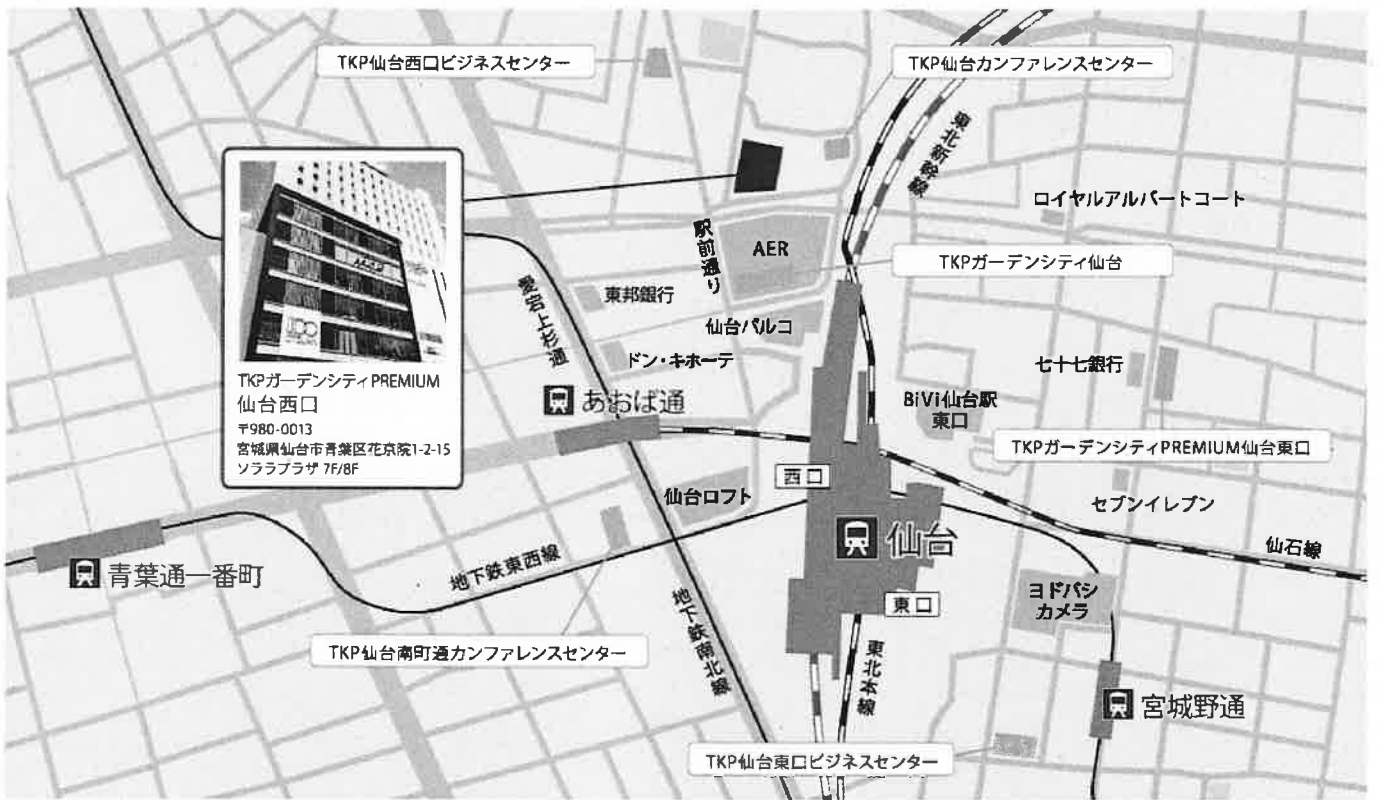 TKP仙台西口ビジネスセンター
TKP仙台カンファレンスセンター
東北新幹線
ロイヤルアルバートコート
駅前通り
AER
TKPガーデンシティ仙台
愛宕上杉通
東邦銀行
仙台パルコ
ドン・キホーテ
七十七銀行
TKPガーデンシティPREMIUM
仙台西口
〒980-0013
宮城県仙台市青葉区花京院1-2-15
ソララプラザ 7F/8F
あおば通
BiVi仙台駅
東口
TKPガーデンシティPREMIUM仙台東口
西口
仙台ロフト
セブンイレブン
仙台
仙石線
青葉通一番町
地下鉄東西線
ヨドバシ
カメラ
東口
地下鉄南北線
TKP仙台南町通カンファレンスセンター
東北本線
宮城野通
TKP仙台東口ビジネスセンター